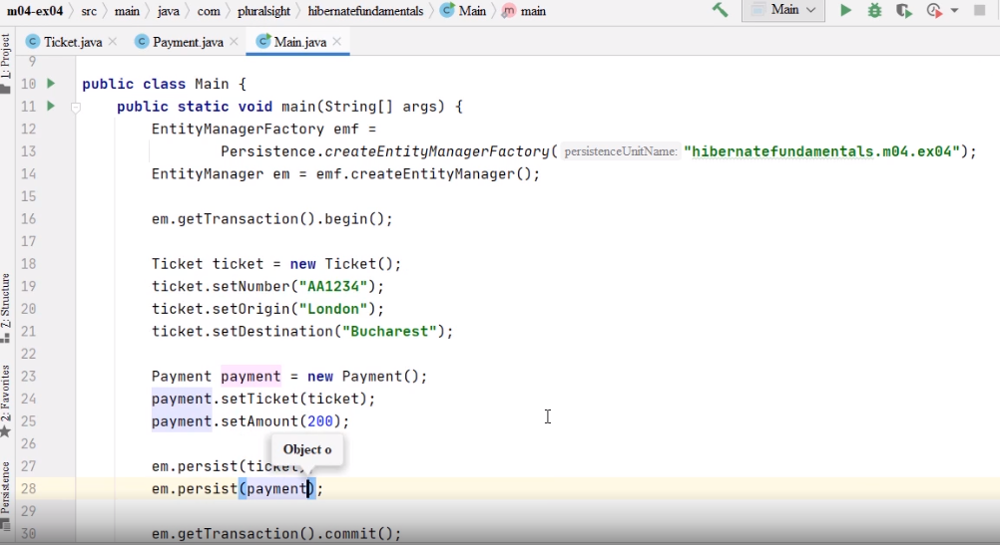 m04-ex04 src main java com pluralsight hibernatefundamentals Main main Main
Ticket.java Payment.java Main.java
1: Project
Z: Structure
2: Favorites
Persistence
9
10 public class Main {
11 public static void main(String[] args) {
12 EntityManagerFactory emf =
13 Persistence.createEntityManagerFactory( persistenceUnitName: "hibernatefundamentals.m04.ex04");
14 EntityManager em = emf.createEntityManager();
15
16 em.getTransaction().begin();
17
18 Ticket ticket = new Ticket();
19 ticket.setNumber("AA1234");
20 ticket.setOrigin("London");
21 ticket.setDestination("Bucharest");
22
23 Payment payment = new Payment();
24 payment.setTicket(ticket);
25 payment.setAmount(200);
26
Object o
27 em.persist(ticket);
28 em.persist(payment);
29
30 em.getTransaction().commit();